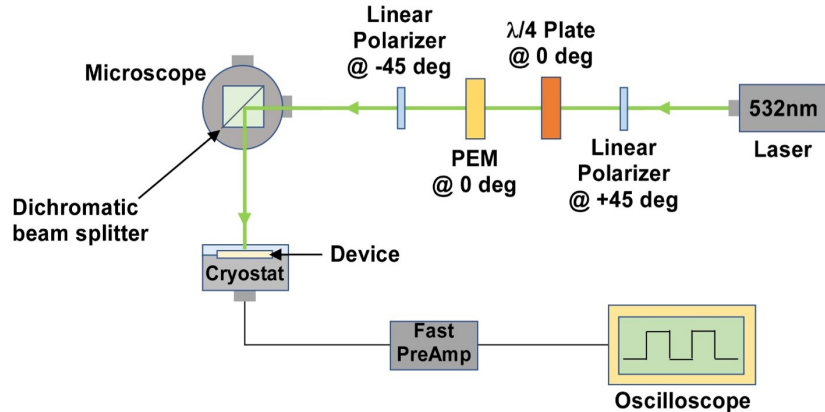 Linear
Polarizer
@ -45 deg
λ/4 Plate
@ 0 deg
Microscope
532nm
Laser
PEM
@ 0 deg
Linear
Polarizer
@ +45 deg
Dichromatic
beam splitter
Device
Cryostat
Fast
PreAmp
Oscilloscope